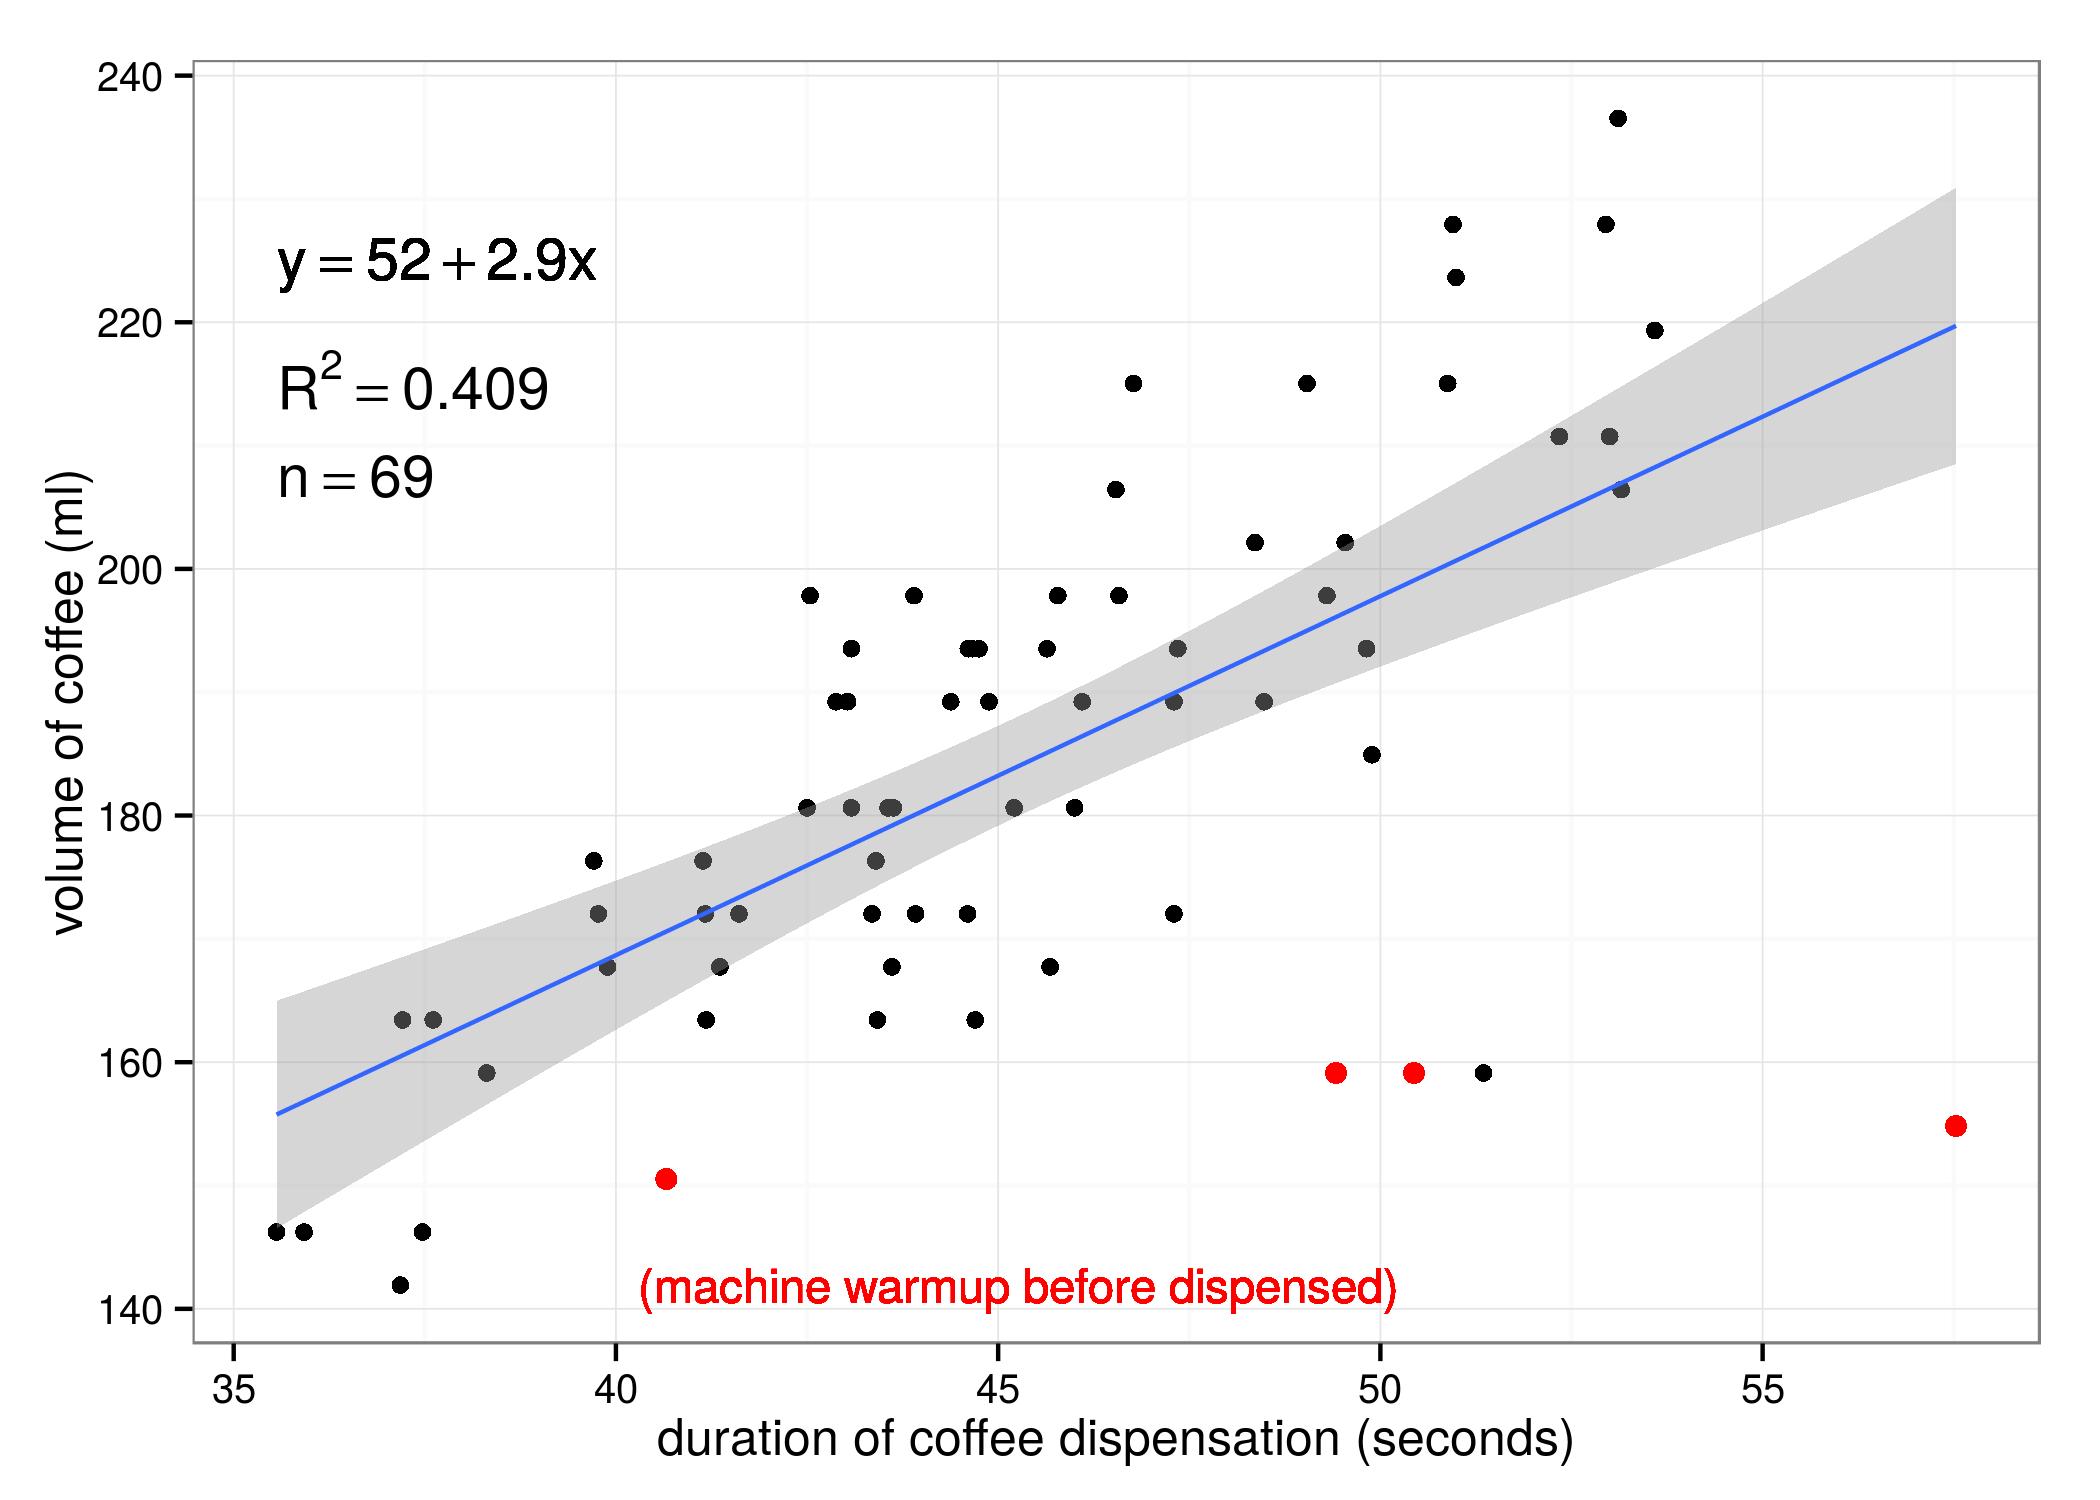 240
y = 52 + 2.9x
220
R² = 0.409
n = 69
volume of coffee (ml)
200
180
160
(machine warmup before dispensed)
140
35 40 45 50 55
duration of coffee dispensation (seconds)